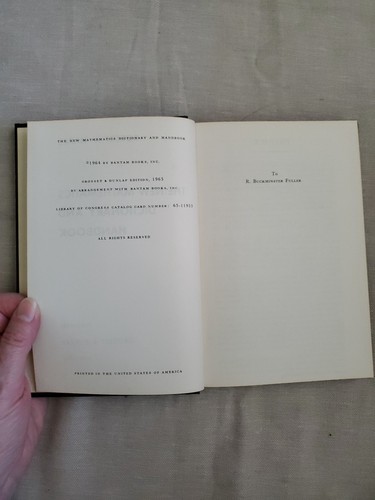 THE NEW MATHEMATICS DICTIONARY AND HANDBOOK
©1964 BY BANTAM BOOKS, INC.
GROSSET & DUNLAP EDITION, 1965
BY ARRANGEMENT WITH BANTAM BOOKS, INC.
LIBRARY OF CONGRESS CATALOG CARD NUMBER:
ALL RIGHTS RESERVED
PRINTED IN THE UNITED STATES OF AMERICA
To
R. BUCKMINSTER FULLER